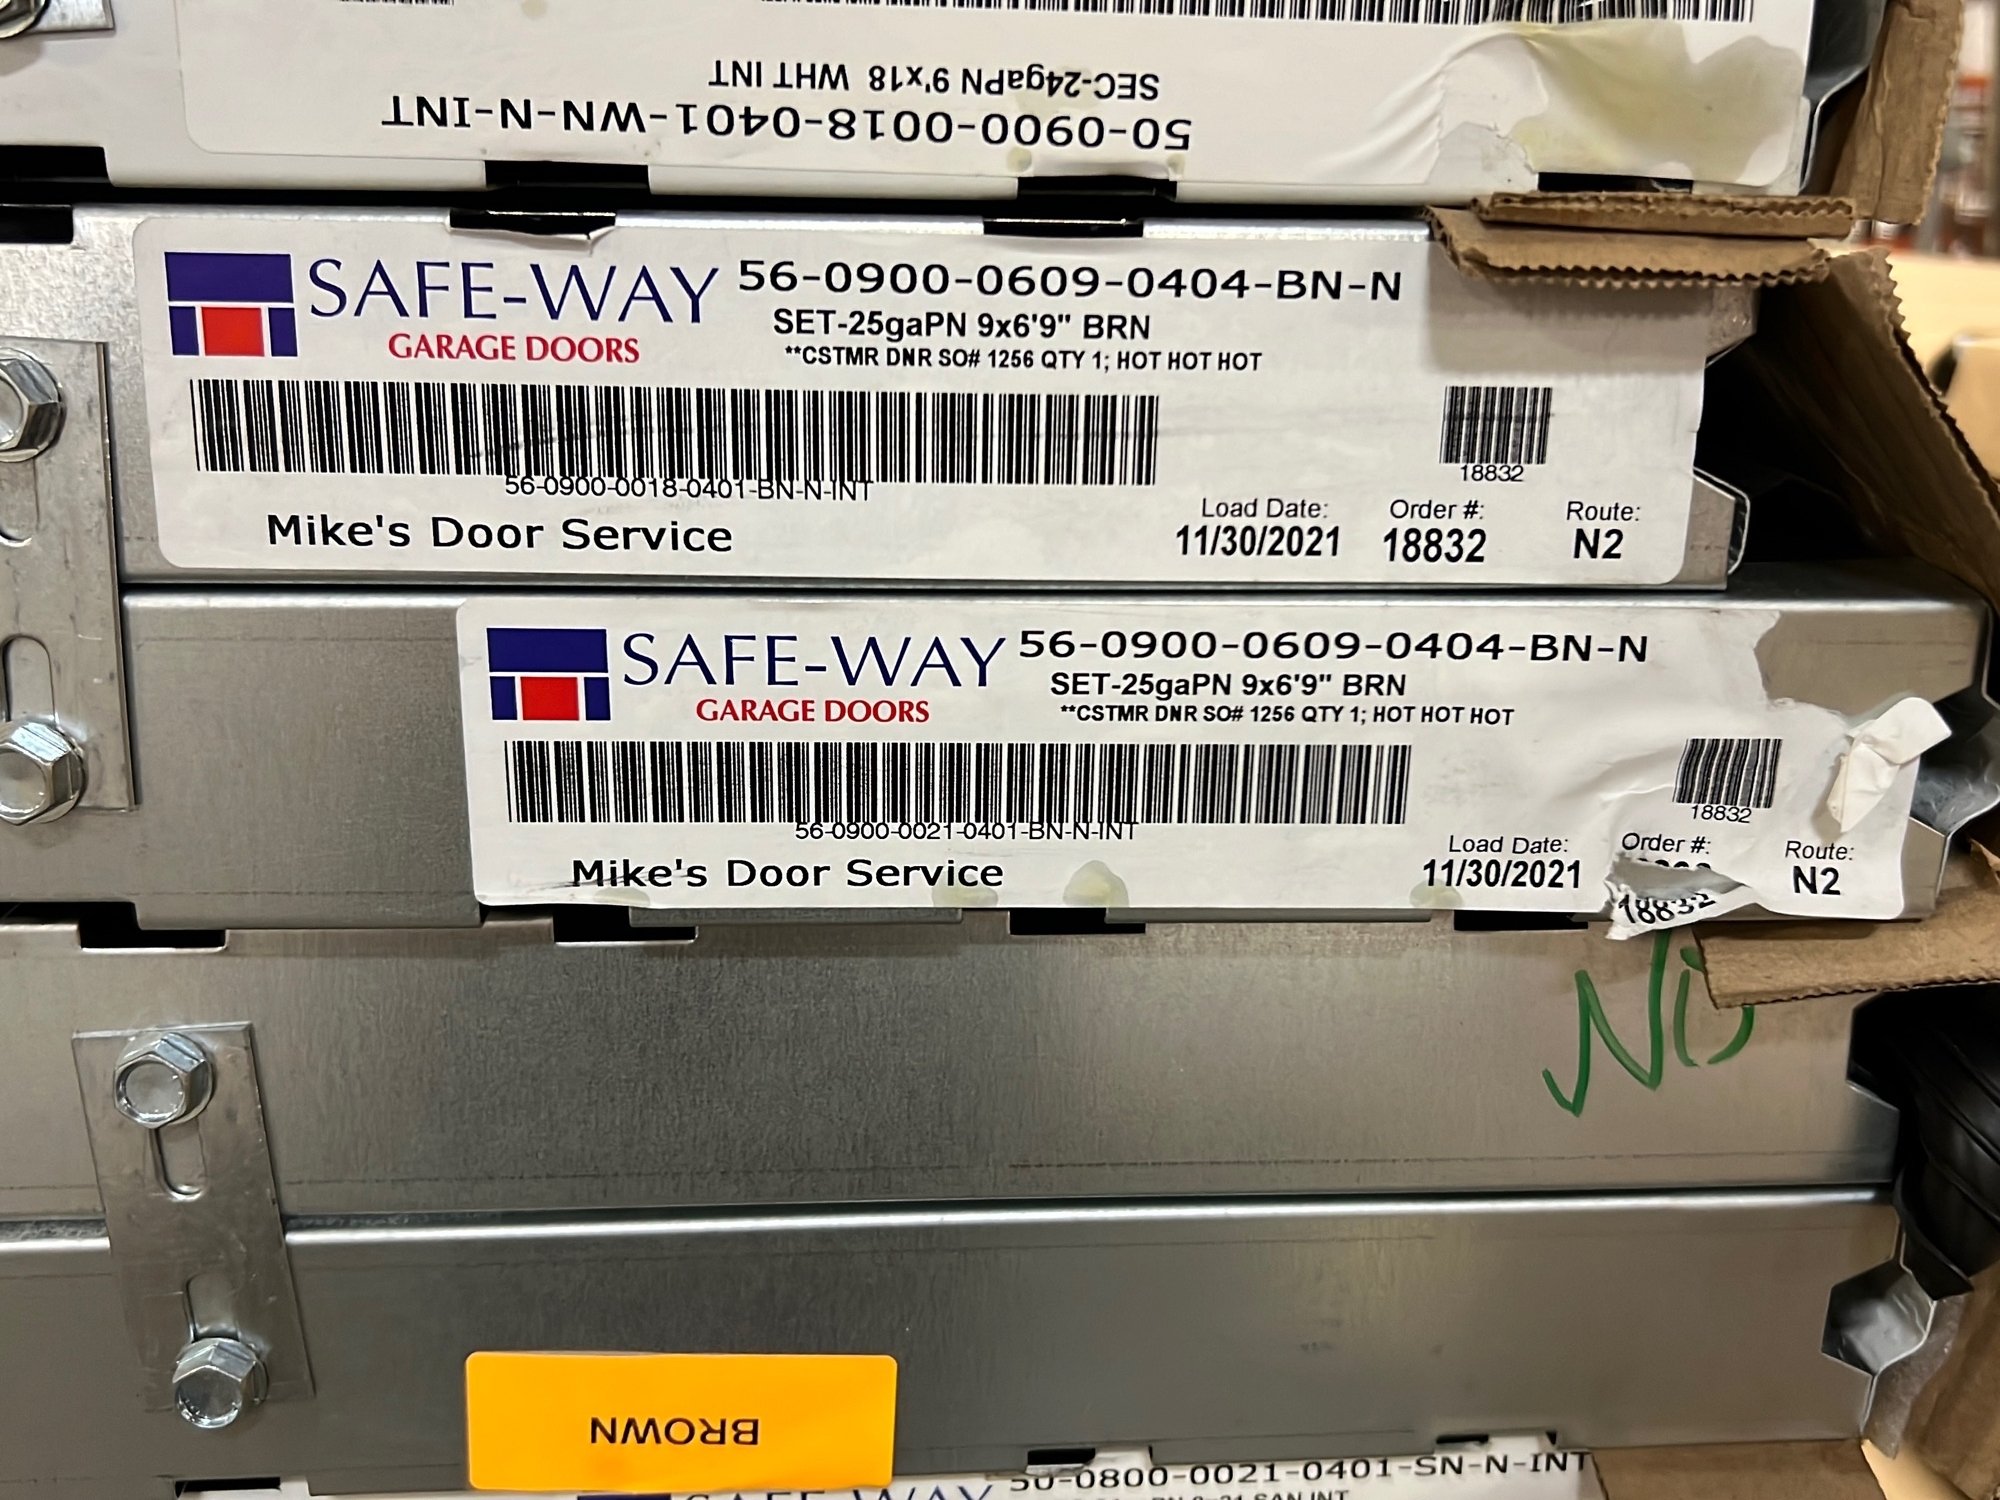 SEC-24gaPN 9'x18 WHT INT
50-0900-0018-0401-WN-N-INT
SAFE-WAY
GARAGE DOORS
56-0900-0609-0404-BN-N
SET-25gaPN 9x6'9" BRN
**CSTMR DNR SO# 1256 QTY 1; HOT HOT HOT
56-0900-0018-0401-BN-N-INT
18832
Mike's Door Service
Load Date:
11/30/2021
Order #:
18832
Route:
N2
SAFE-WAY
GARAGE DOORS
56-0900-0609-0404-BN-N
SET-25gaPN 9x6'9" BRN
**CSTMR DNR SO# 1256 QTY 1; HOT HOT HOT
56-0900-0021-0401-BN-N-INT
18832
Mike's Door Service
Load Date:
11/30/2021
Order #:
18832
Route:
N2
BROWN
50-0800-0021-0401-SN-N-INT
SAFE-WAY